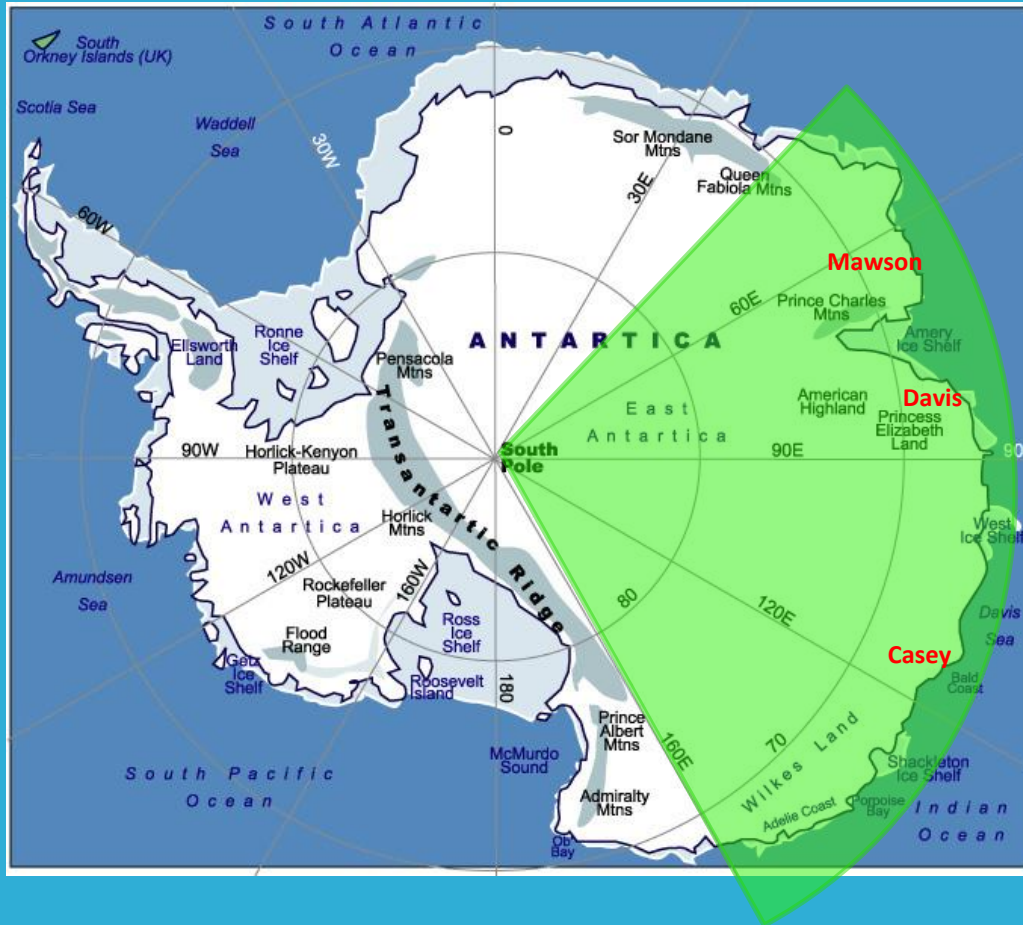 South Atlantic
Ocean
South
Orkney Islands (UK)
Scotia Sea
Waddell
Sea
30W
0
Sor Mondane
Mtns
30E
Queen
Fabiola Mtns
60W
Mawson
60E
Prince Charles
Mtns
Ronne
Ice
Shelf
Ellsworth
Land
ANTARTICA
Amery
Ice Shelf
Pensacola
Mtns
American
Highland
Davis
Princess
Elizabeth
Land
East
Antartica
Transantartic Ridge
90W
Horlick-Kenyon
Plateau
South
Pole
90E
90
West
Antartica
Horlick
Mtns
West
Ice Shelf
Amundsen
Sea
120W
Rockefeller
Plateau
160W
80
120E
Davis
Sea
Flood
Range
Ross
Ice
Shelf
Casey
Getz
Ice
Shelf
Roosevelt
Island
180
Bald
Coast
Prince
Albert
Mtns
160E
70
Wilkes Land
McMurdo
Sound
Shackleton
Ice Shelf
South Pacific
Ocean
Admiralty
Mtns
Adelie Coast
Porpoise
Bay
Indian
Ocean
Ob'
Bay